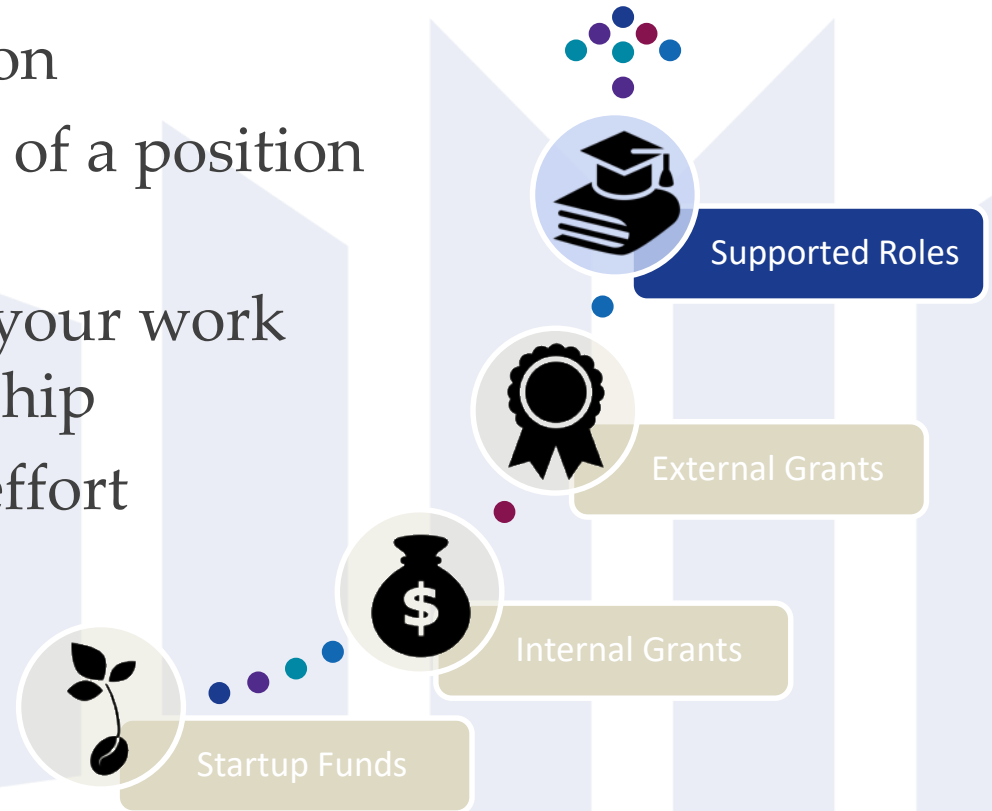 on
of a position
your work
hip
effort
Supported Roles
External Grants
$
Internal Grants
Startup Funds